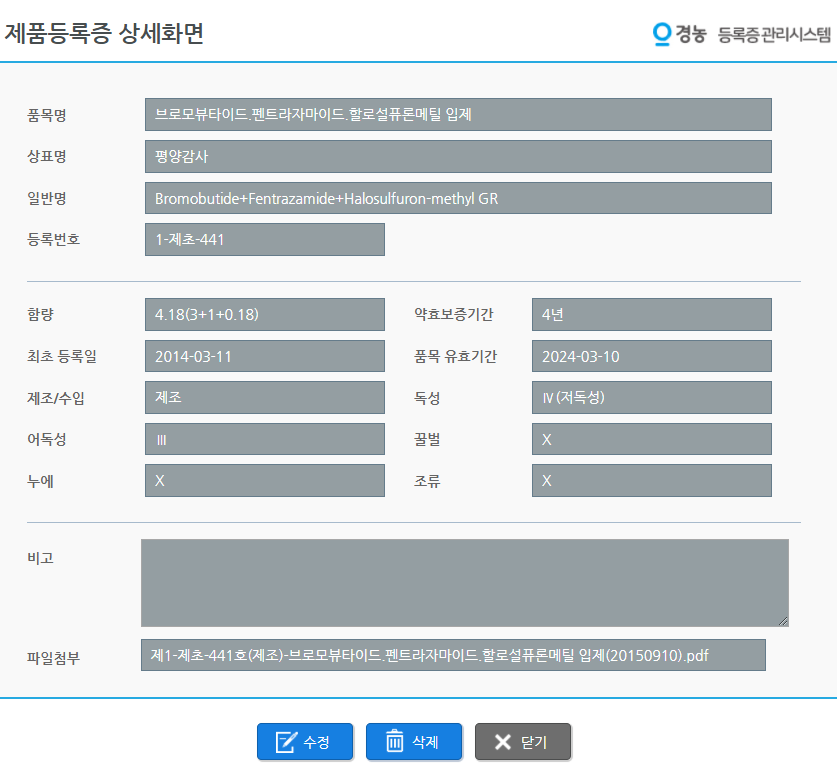 제품등록증 상세화면
경농 등록증관리시스템
품목명 브로모뷰타이드.펜트라자마이드.할로설퓨론메틸 입제
상표명 평양감사
일반명 Bromobutide+Fentrazamide+Halosulfuron-methyl GR
등록번호 1-제초-441
함량 4.18(3+1+0.18) 약효보증기간 4년
최초 등록일 2014-03-11 품목 유효기간 2024-03-10
제조/수입 제조 독성 Ⅳ(저독성)
어독성 Ⅲ 꿀벌 X
누에 X 조류 X
비고
파일첨부 제1-제초-441호(제조)-브로모뷰타이드.펜트라자마이드.할로설퓨론메틸 입제(20150910).pdf
수정 삭제 닫기